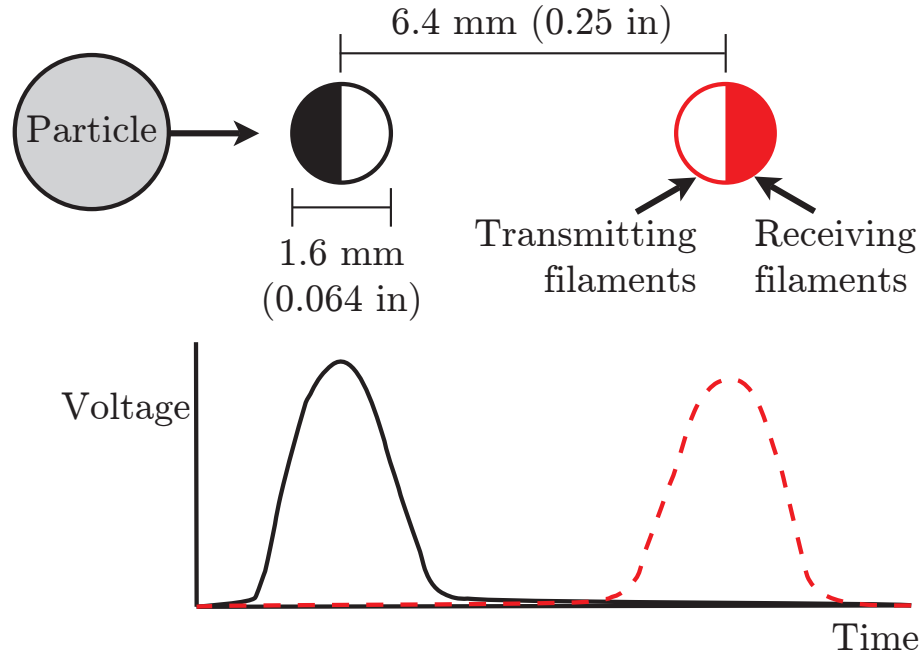 6.4 mm (0.25 in)
Particle
Transmitting
filaments
Receiving
filaments
1.6 mm
(0.064 in)
Voltage
Time